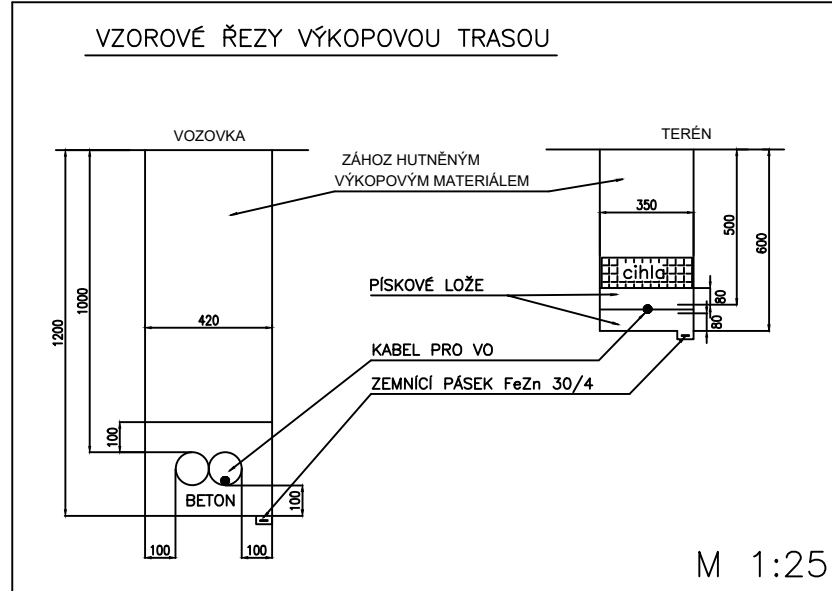 VZOROVÉ ŘEZY VÝKOPOVOU TRASOU
VOZOVKA
TERÉN
ZÁHOZ HUTNĚNÝM
VÝKOPOVÝM MATERIÁLEM
350
500
600
cihla
PÍSKOVÉ LOŽE
80
80
1000
1200
420
KABEL PRO VO
ZEMNÍCÍ PÁSEK FeZn 30/4
100
BETON
100
100
100
M 1:25